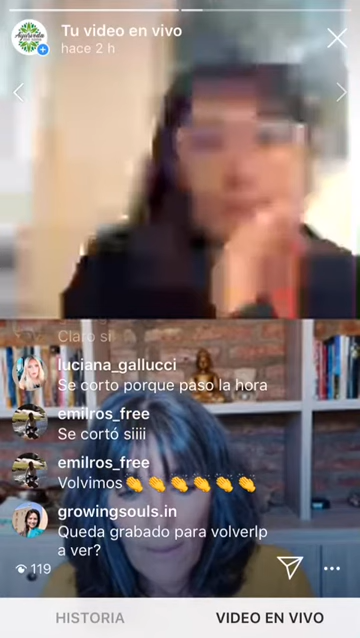 Ayurveda
Tu video en vivo
hace 2 h
Claro si
luciana_gallucci
Se corto porque paso la hora
emilros_free
Se cortó siiii
emilros_free
Volvimos👏👏👏👏👏👏
growingsouls.in
Queda grabado para volverlp
a ver?
119
HISTORIA
VIDEO EN VIVO